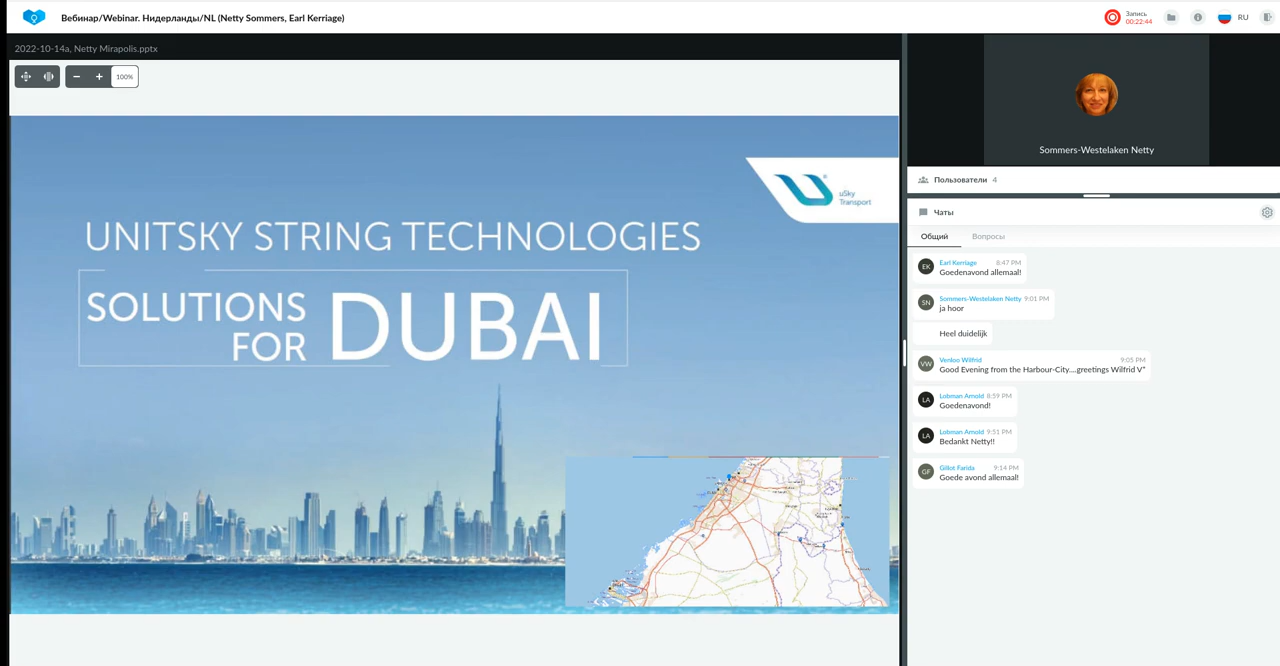 Вебинар/Webinar. Нидерланды/NL (Netty Sommers, Earl Kerriage)
Запись
00:22:44
RU
2022-10-14a, Netty Mirapolis.pptx
100%
uSky
Transport
UNITSKY STRING TECHNOLOGIES
SOLUTIONS
FOR DUBAI
Sommers-Westelaken Netty
Пользователи 4
Чаты
Общий Вопросы
EK Earl Kerriage 8:47 PM
Goedenavond allemaal!
SN Sommers-Westelaken Netty 9:01 PM
ja hoor
Heel duidelijk
VW Venloo Wilfrid 9:05 PM
Good Evening from the Harbour-City....greetings Wilfrid V"
LA Lobman Arnold 8:59 PM
Goedenavond!
LA Lobman Arnold 9:51 PM
Bedankt Netty!!
GF Gillot Farida 9:14 PM
Goede avond allemaal!